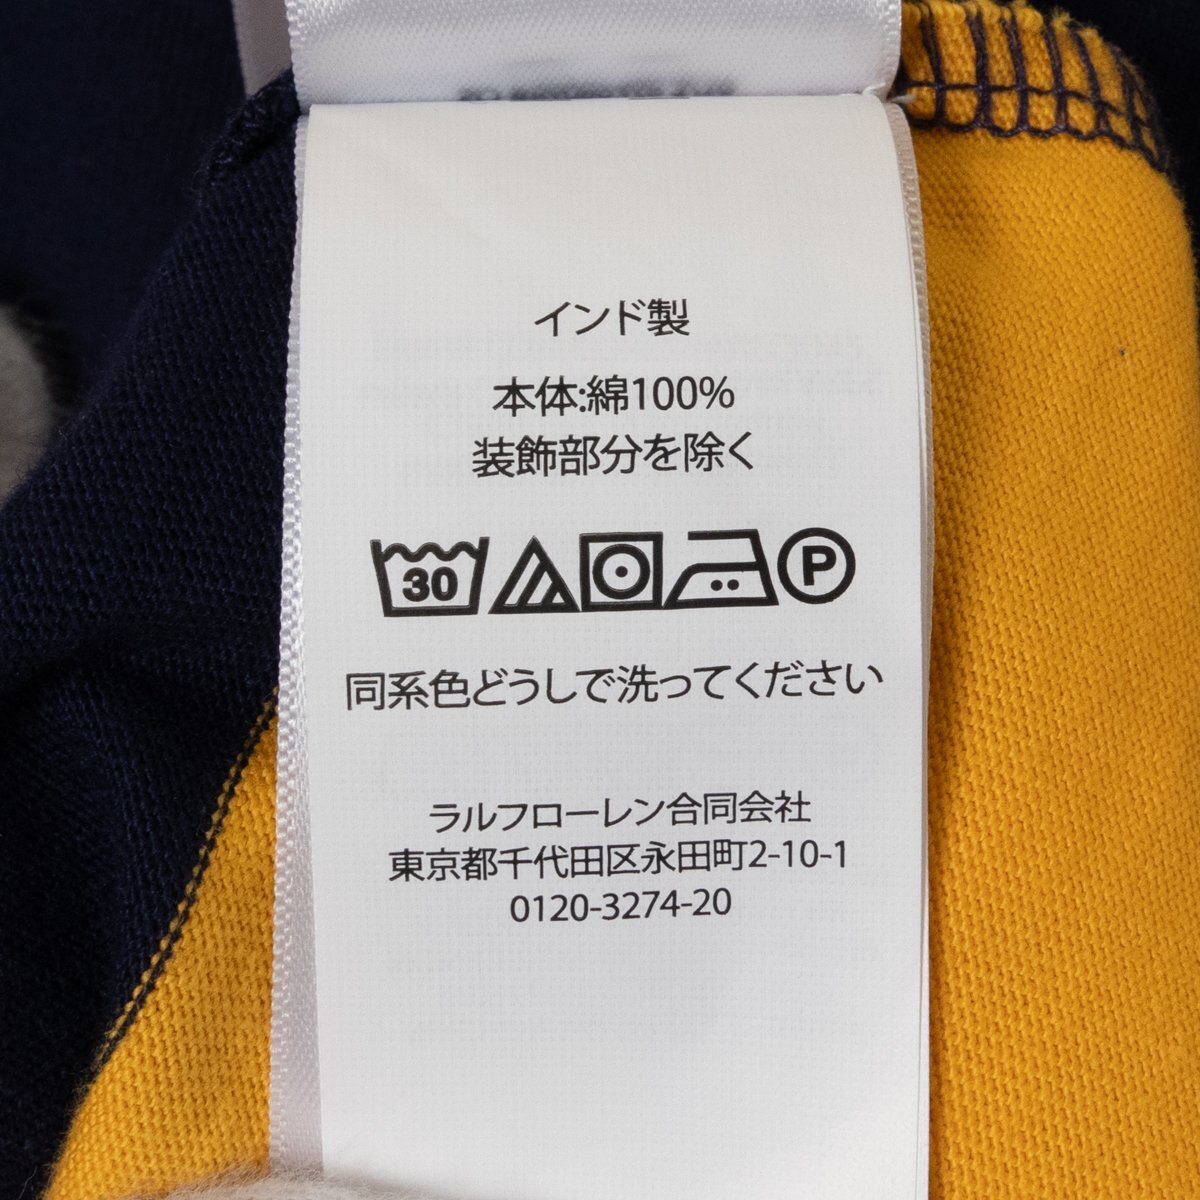 インド製
本体:綿100%
装飾部分を除く
30
P
同系色どうしで洗ってください
ラルフローレン合同会社
東京都千代田区永田町2-10-1
0120-3274-20